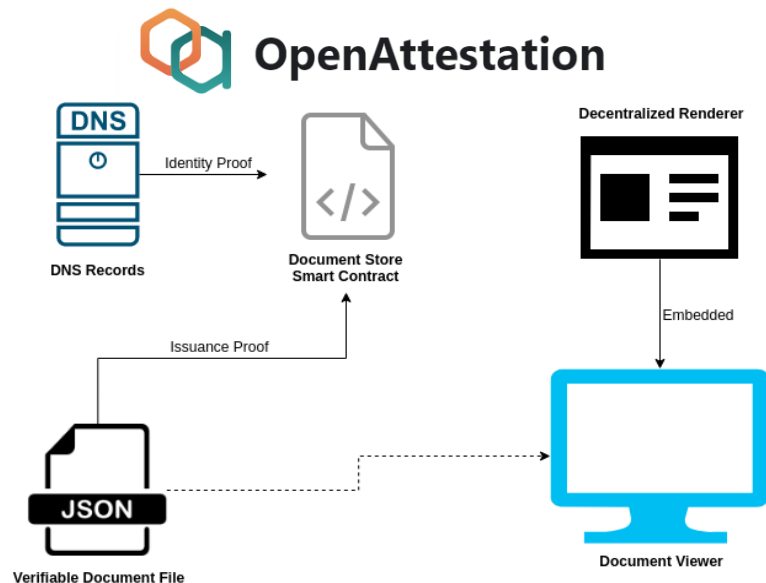 OpenAttestation
DNS
Identity Proof
DNS Records
</>
Document Store
Smart Contract
Decentralized Renderer
Embedded
Issuance Proof
JSON
Verifiable Document File
Document Viewer